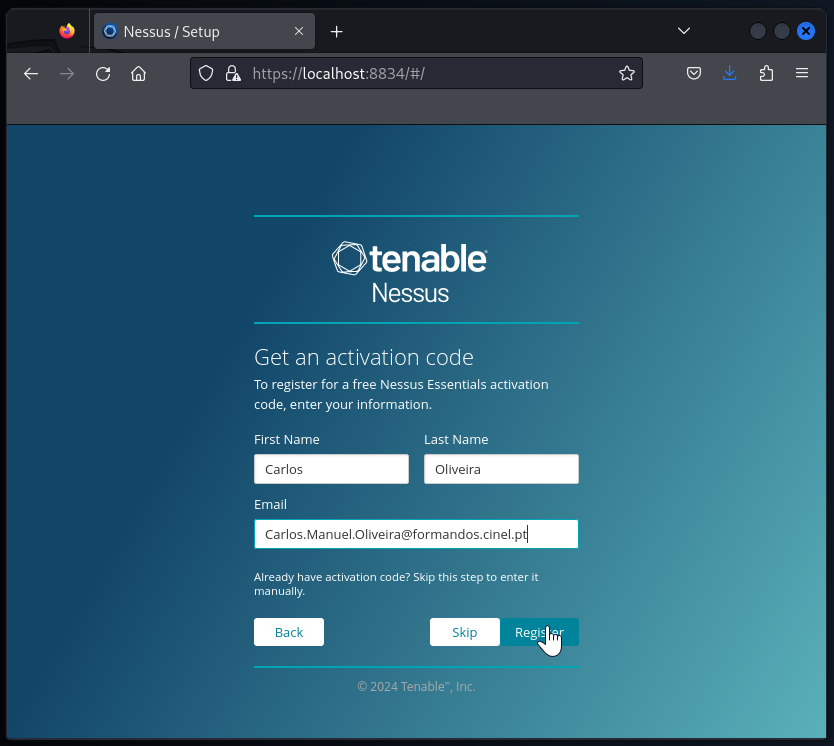 Nessus / Setup
https://localhost:8834/#/
tenable
Nessus
Get an activation code
To register for a free Nessus Essentials activation
code, enter your information.
First Name Last Name
Carlos Oliveira
Email
Carlos.Manuel.Oliveira@formandos.cinel.pt
Already have activation code? Skip this step to enter it
manually.
Back Skip Register
© 2024 Tenable™, Inc.